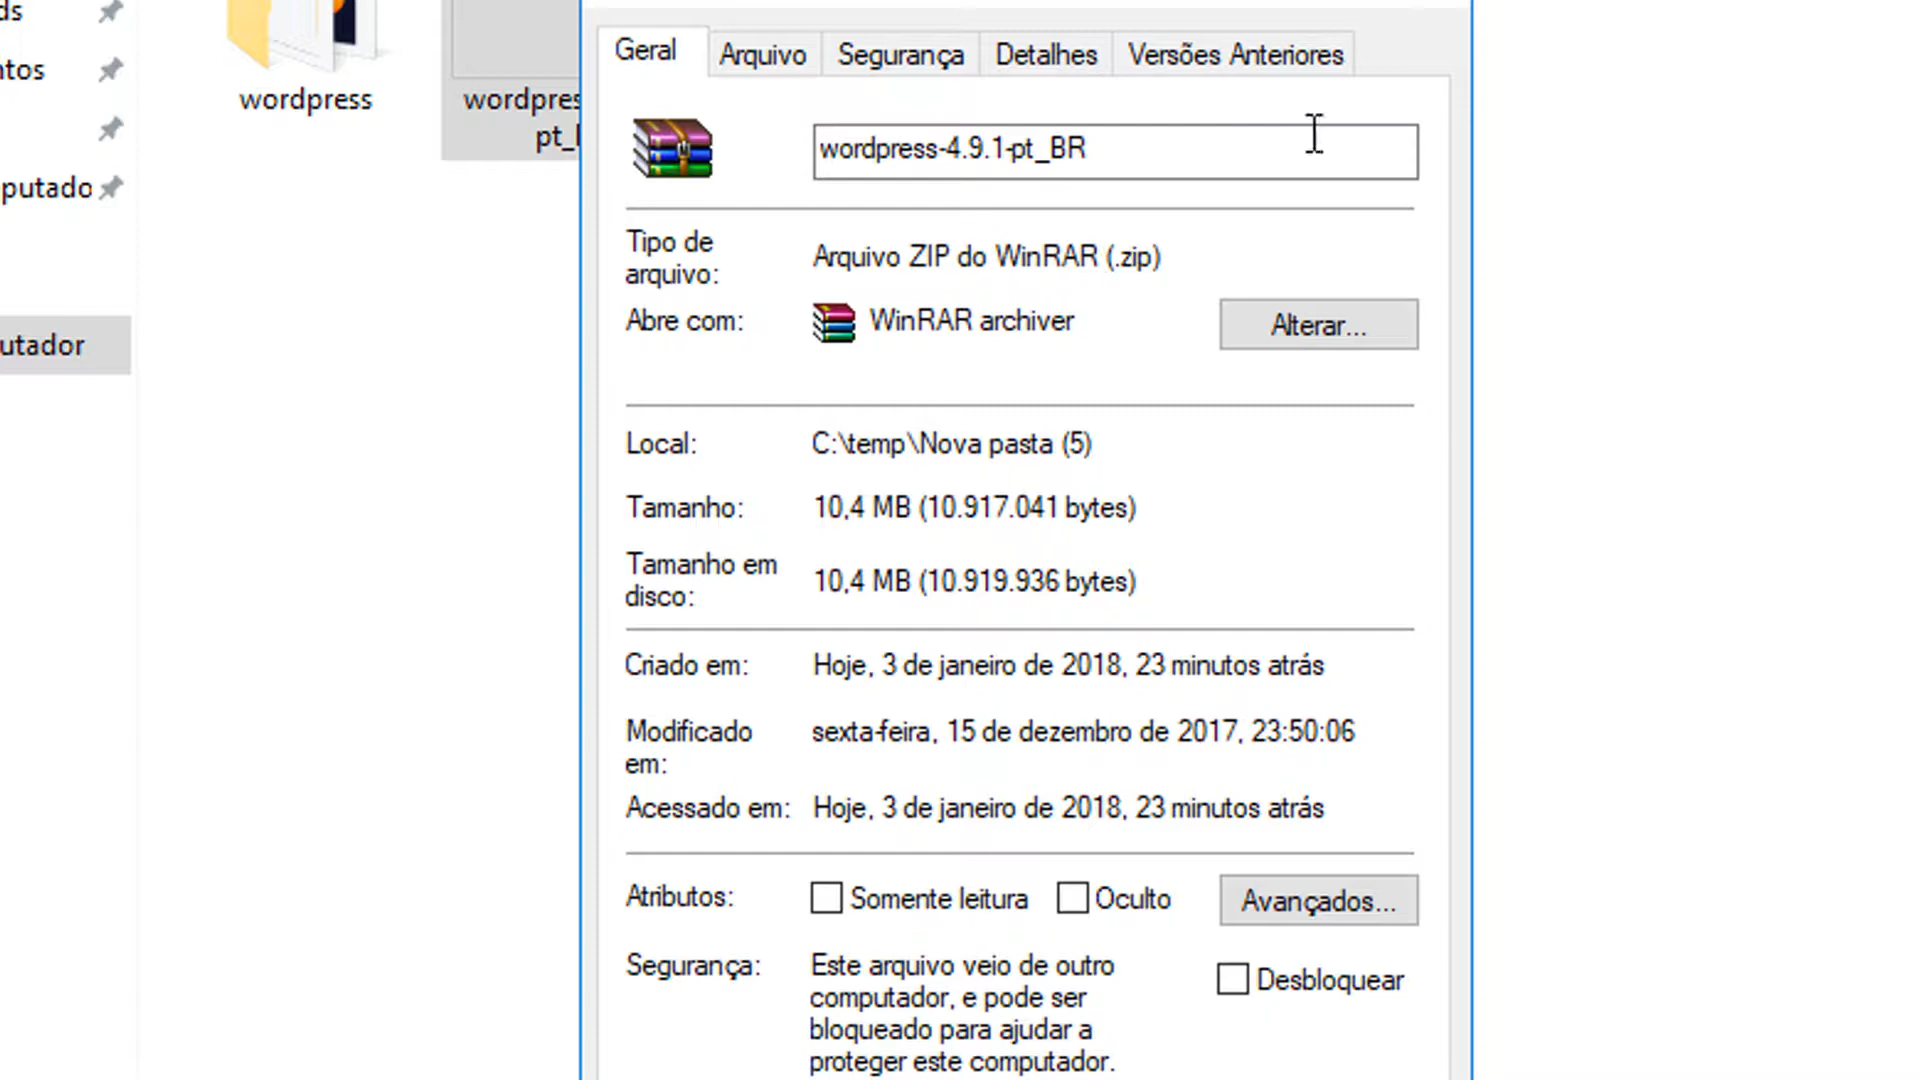 ds
ntos
putado
utador
wordpress
wordpres
pt_
Geral
Arquivo
Segurança
Detalhes
Versões Anteriores
wordpress-4.9.1-pt_BR
Tipo de
arquivo:
Arquivo ZIP do WinRAR (.zip)
Abre com:
WinRAR archiver
Alterar...
Local:
C:\temp\Nova pasta (5)
Tamanho:
10,4 MB (10.917.041 bytes)
Tamanho em
disco:
10,4 MB (10.919.936 bytes)
Criado em:
Hoje, 3 de janeiro de 2018, 23 minutos atrás
Modificado
em:
sexta-feira, 15 de dezembro de 2017, 23:50:06
Acessado em:
Hoje, 3 de janeiro de 2018, 23 minutos atrás
Atributos:
Somente leitura
Oculto
Avançados...
Segurança:
Este arquivo veio de outro
computador, e pode ser
bloqueado para ajudar a
proteger este computador.
Desbloquear